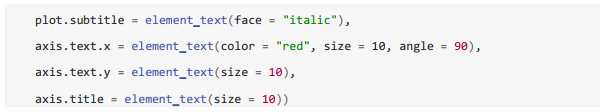 plot.subtitle = element_text(face = "italic"),
axis.text.x = element_text(color = "red", size = 10, angle = 90),
axis.text.y = element_text(size = 10),
axis.title = element_text(size = 10))